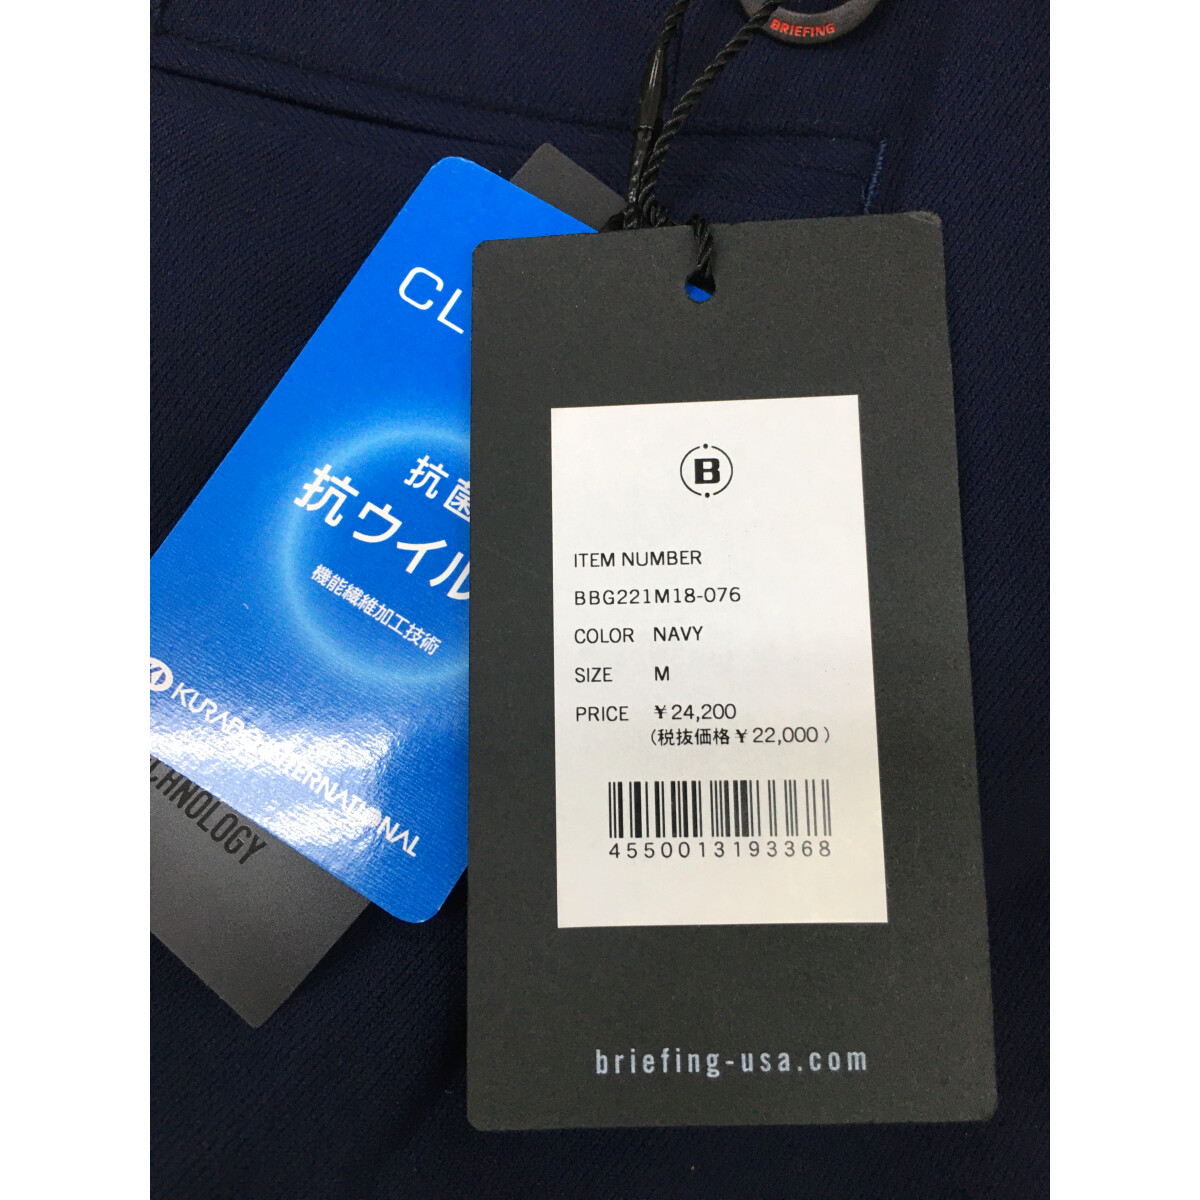 BRIEFING
CL
抗菌
抗ウイル
機能繊維加工技術
INTERNATIONAL
CHNOLOGY
B
ITEM NUMBER
BBG221M18-076
COLOR NAVY
SIZE M
PRICE ￥24,200
(税抜価格￥22,000)
4550013193368
briefing-usa.com